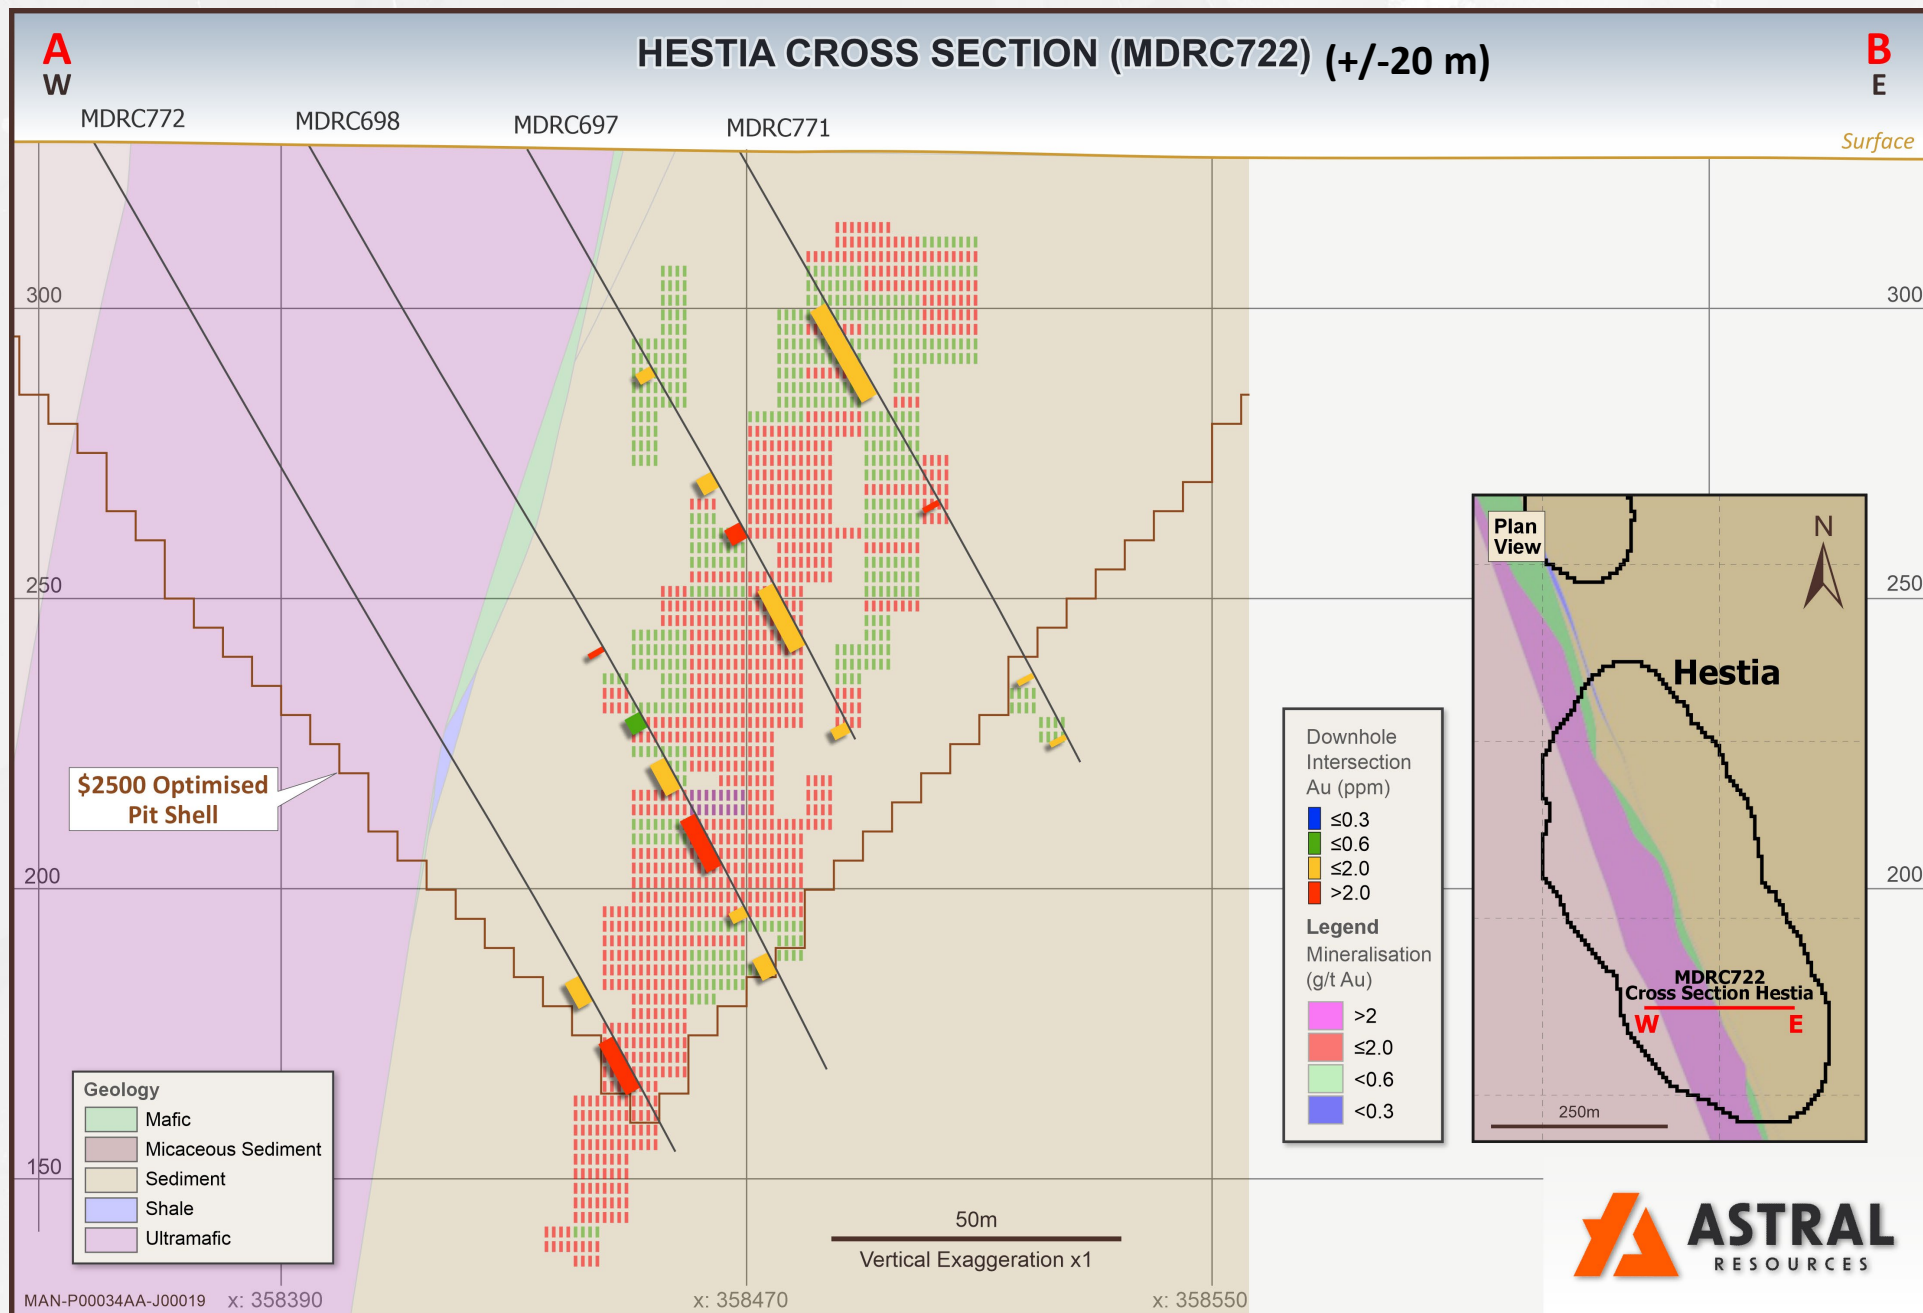 A
W
HESTIA CROSS SECTION (MDRC722) (+/-20 m)
B
E
MDRC772
MDRC698
MDRC697
MDRC771
Surface
300
300
250
250
200
200
150
$2500 Optimised
Pit Shell
Plan
View
N
Hestia
MDRC722
Cross Section Hestia
W
E
250m
Downhole
Intersection
Au (ppm)
≤0.3
≤0.6
≤2.0
>2.0
Legend
Mineralisation
(g/t Au)
>2
≤2.0
<0.6
<0.3
Geology
Mafic
Micaceous Sediment
Sediment
Shale
Ultramafic
50m
Vertical Exaggeration x1
ASTRAL
RESOURCES
MAN-P00034AA-J00019
x: 358390
x: 358470
x: 358550